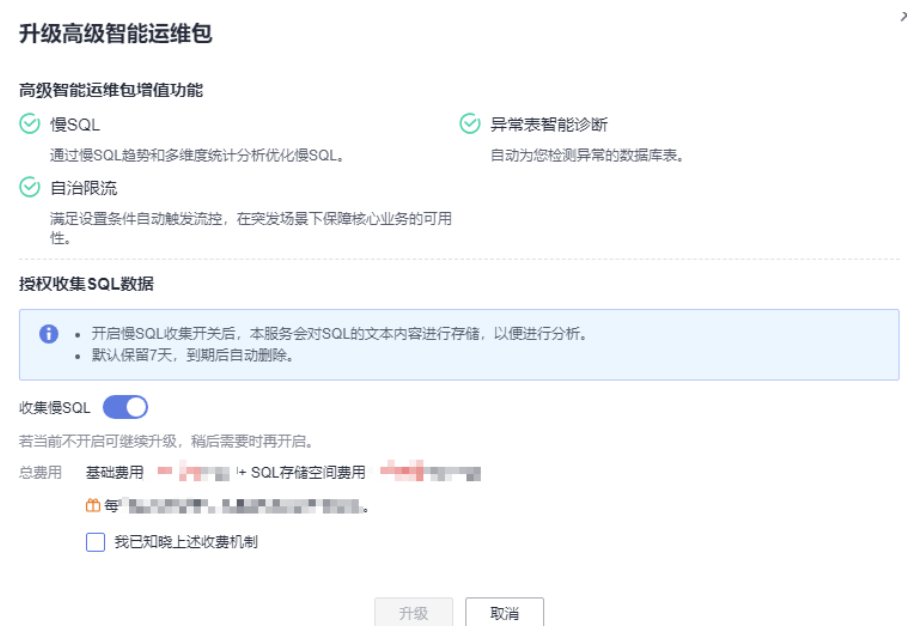 升级高级智能运维包
高级智能运维包增值功能
慢SQL
通过慢SQL趋势和多维度统计分析优化慢SQL。
异常表智能诊断
自动为您检测异常的数据库表。
自治限流
满足设置条件自动触发流控，在突发场景下保障核心业务的可用
性。
授权收集SQL数据
开启慢SQL收集开关后，本服务会对SQL的文本内容进行存储，以便进行分析。
默认保留7天，到期后自动删除。
收集慢SQL
若当前不开启可继续升级，稍后需要时再开启。
总费用 基础费用 + SQL存储空间费用
每
我已知晓上述收费机制
升级 取消